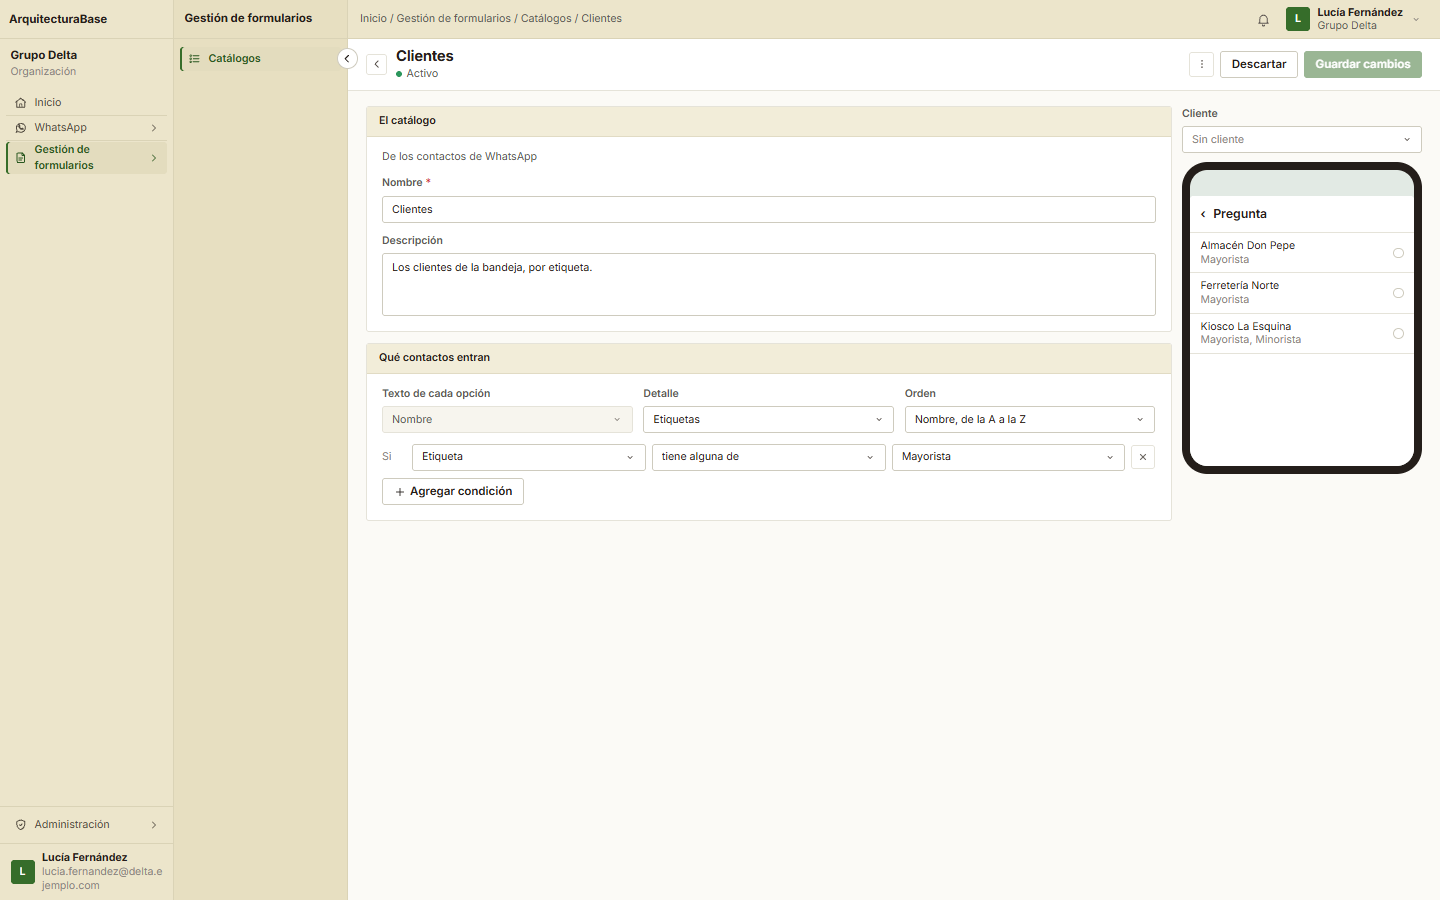 ArquitecturaBase
Grupo Delta
Organización
Inicio
WhatsApp
Gestión de
formularios
Administración
L
Lucía Fernández
lucia.fernandez@delta.e
jemplo.com
Gestión de formularios
Catálogos
Inicio / Gestión de formularios / Catálogos / Clientes
L
Lucía Fernández
Grupo Delta
Clientes
Activo
Descartar
Guardar cambios
El catálogo
De los contactos de WhatsApp
Nombre *
Clientes
Descripción
Los clientes de la bandeja, por etiqueta.
Qué contactos entran
Texto de cada opción
Detalle
Orden
Nombre
Etiquetas
Nombre, de la A a la Z
Si
Etiqueta
tiene alguna de
Mayorista
Agregar condición
Cliente
Sin cliente
Pregunta
Almacén Don Pepe
Mayorista
Ferretería Norte
Mayorista
Kiosco La Esquina
Mayorista, Minorista